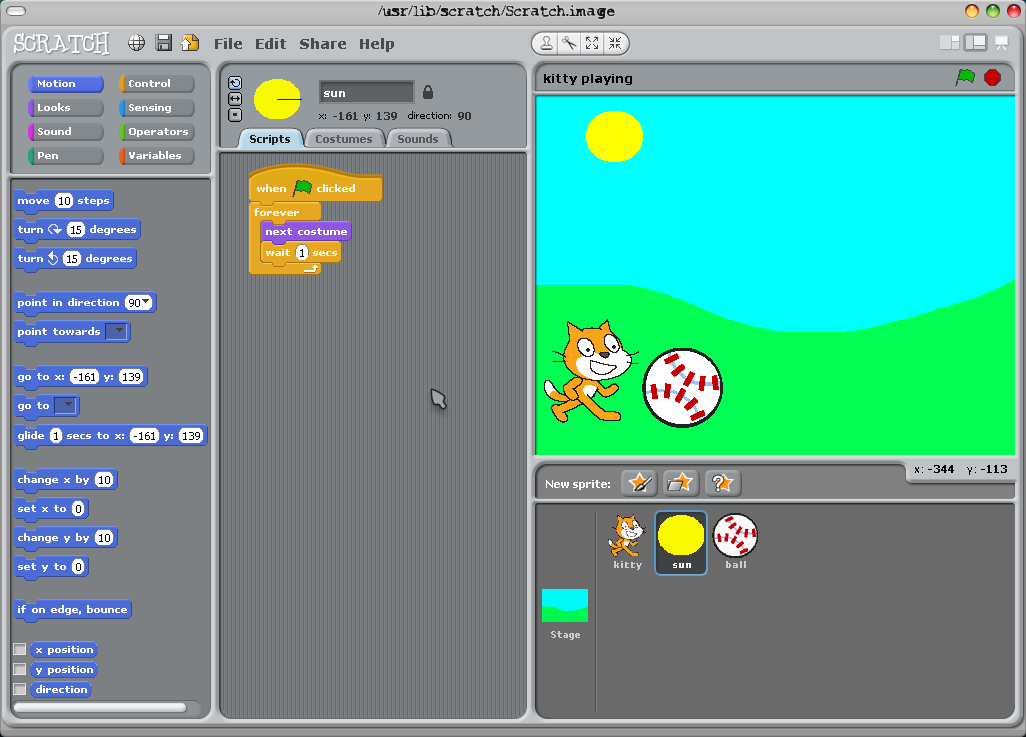 /usr/lib/scratch/Scratch.image
SCRATCH File Edit Share Help
Motion Control
Looks Sensing
Sound Operators
Pen Variables
move 10 steps
turn 15 degrees
turn 15 degrees
point in direction 90
point towards
go to x: -161 y: 139
go to
glide 1 secs to x: -161 y: 139
change x by 10
set x to 0
change y by 10
set y to 0
if on edge, bounce
x position
y position
direction
sun
x: -161 y: 139 direction: 90
Scripts Costumes Sounds
when clicked
forever
next costume
wait 1 secs
kitty playing
x: -344 y: -113
New sprite:
kitty sun ball
Stage